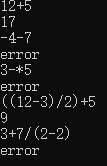 12+5
17
-4-7
error
3-*5
error
((12-3)/2)+5
9
3+7/(2-2)
error